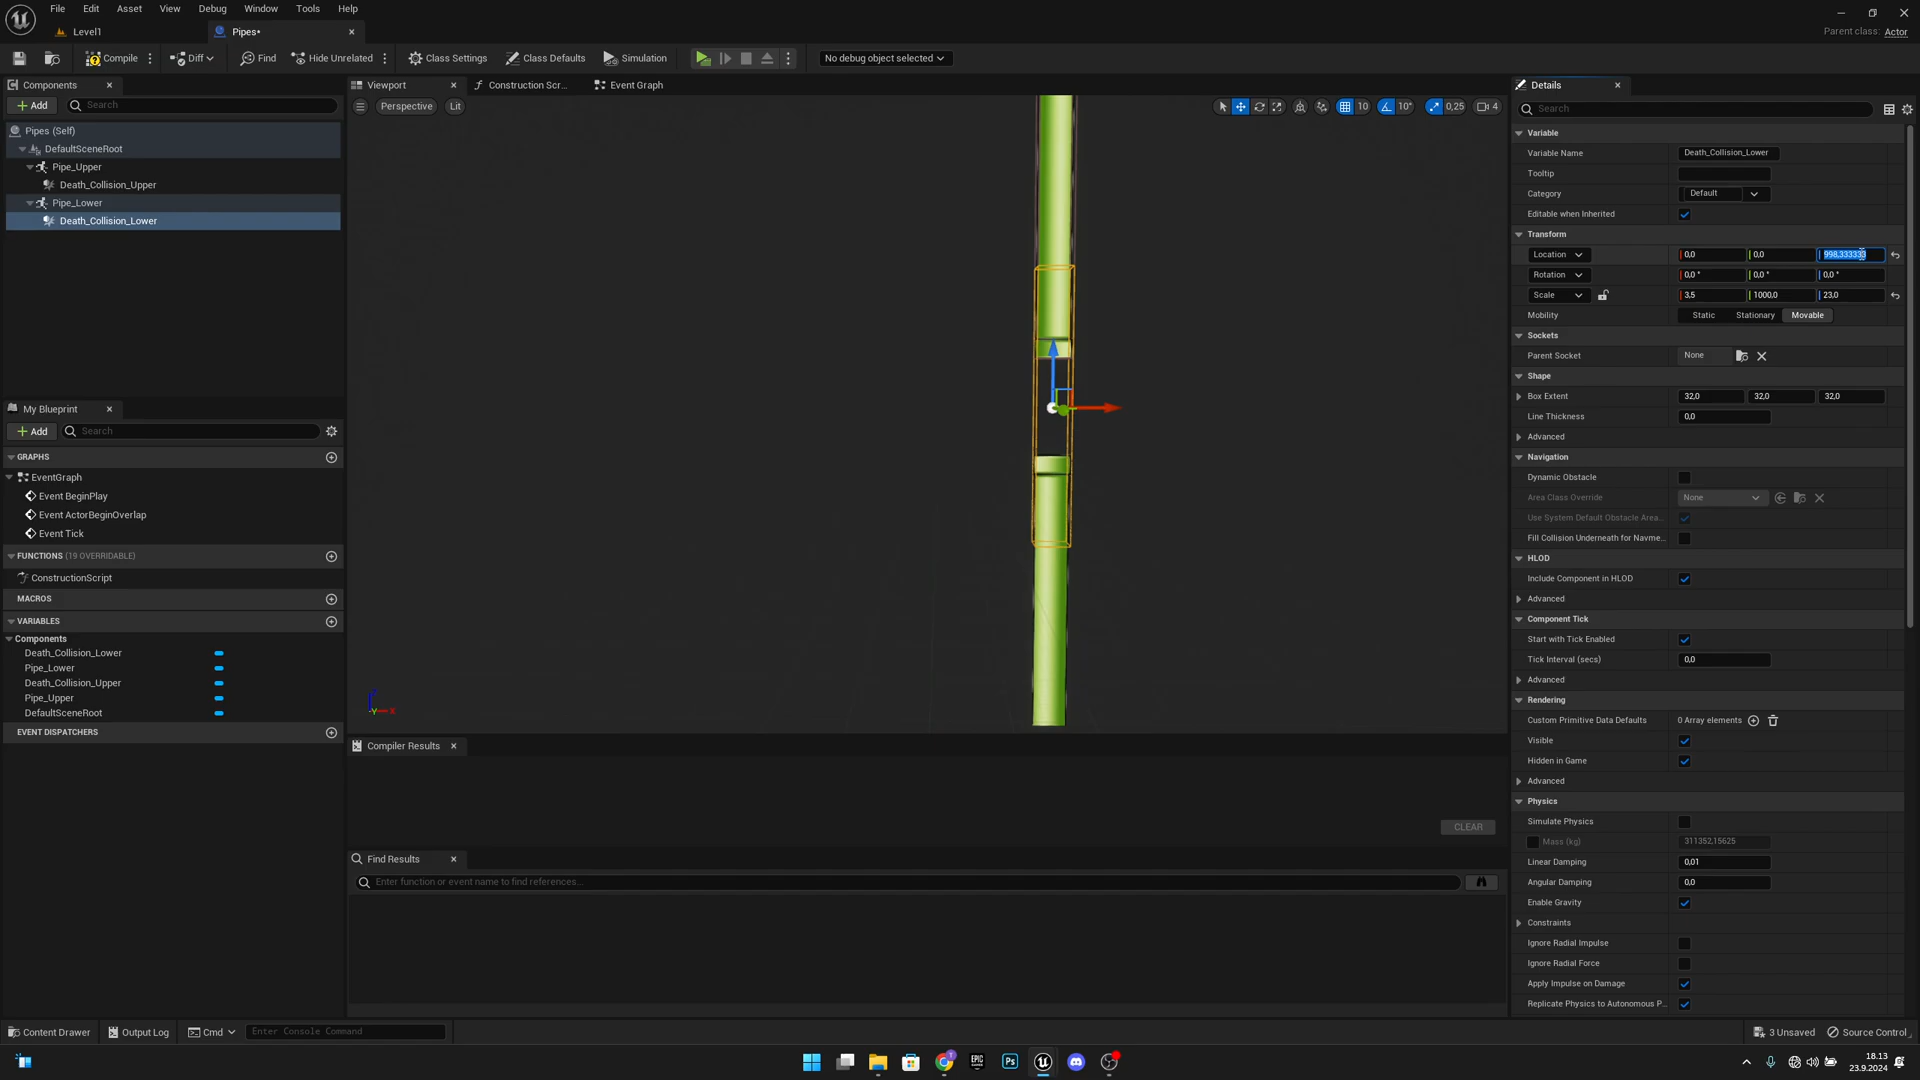 File Edit Asset View Debug Window Tools Help
Level1
Pipes•
Parent class: Actor
Compile Diff Find Hide Unrelated Class Settings Class Defaults Simulation No debug object selected
Components
Add Search
Pipes (Self)
DefaultSceneRoot
Pipe_Upper
Death_Collision_Upper
Pipe_Lower
Death_Collision_Lower
My Blueprint
Add Search
GRAPHS
EventGraph
Event BeginPlay
Event ActorBeginOverlap
Event Tick
FUNCTIONS (19 OVERRIDABLE)
ConstructionScript
MACROS
VARIABLES
Components
Death_Collision_Lower
Pipe_Lower
Death_Collision_Upper
Pipe_Upper
DefaultSceneRoot
EVENT DISPATCHERS
Viewport Construction Scr... Event Graph
Perspective Lit
10 10° 0,25 4
Z
Y X
Compiler Results
CLEAR
Find Results
Enter function or event name to find references...
Details
Search
Variable
Variable Name Death_Collision_Lower
Tooltip
Category Default
Editable when Inherited
Transform
Location 0,0 0,0 998,333333
Rotation 0,0 ° 0,0 ° 0,0 °
Scale 3,5 1000,0 23,0
Mobility Static Stationary Movable
Sockets
Parent Socket None
Shape
Box Extent 32,0 32,0 32,0
Line Thickness 0,0
Advanced
Navigation
Dynamic Obstacle
Area Class Override None
Use System Default Obstacle Area...
Fill Collision Underneath for Navme...
HLOD
Include Component in HLOD
Advanced
Component Tick
Start with Tick Enabled
Tick Interval (secs) 0,0
Advanced
Rendering
Custom Primitive Data Defaults 0 Array elements
Visible
Hidden in Game
Advanced
Physics
Simulate Physics
Mass (kg) 311352,15625
Linear Damping 0,01
Angular Damping 0,0
Enable Gravity
Constraints
Ignore Radial Impulse
Ignore Radial Force
Apply Impulse on Damage
Replicate Physics to Autonomous P...
Content Drawer Output Log Cmd Enter Console Command
3 Unsaved Source Control
EPIC GAMES
Ps
18.13
23.9.2024